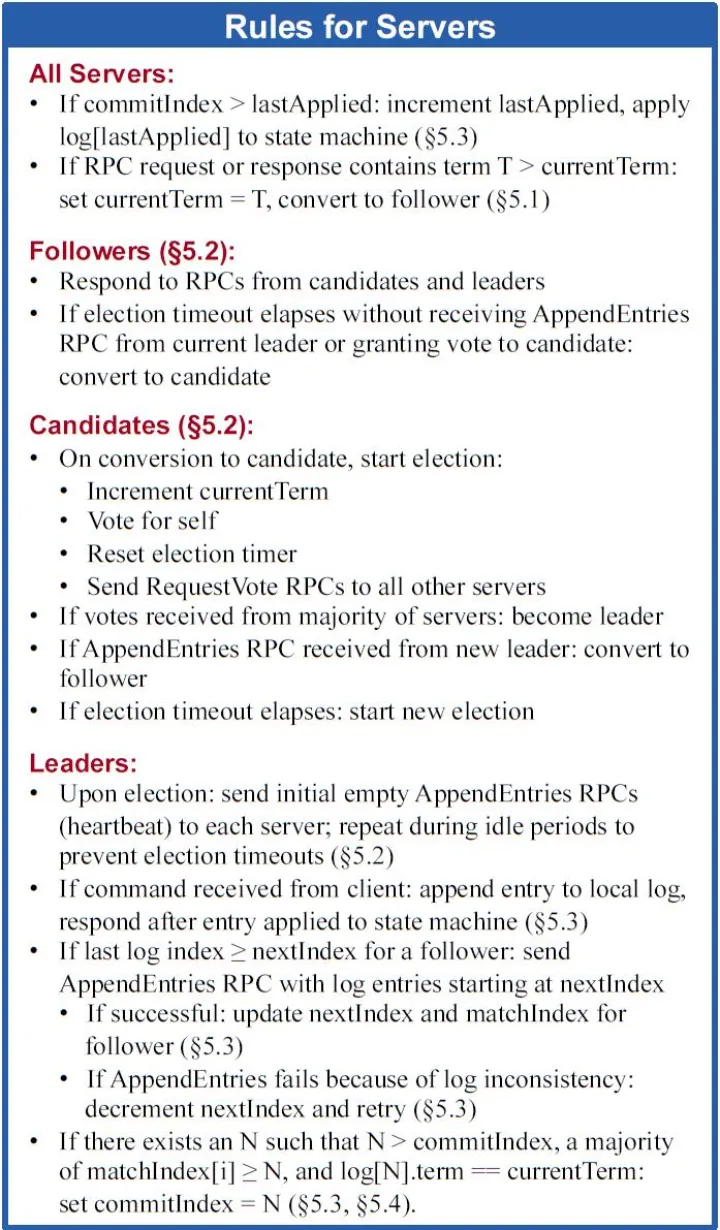 Rules for Servers
All Servers:
• If commitIndex > lastApplied: increment lastApplied, apply
log[lastApplied] to state machine (§5.3)
• If RPC request or response contains term T > currentTerm:
set currentTerm = T, convert to follower (§5.1)
Followers (§5.2):
• Respond to RPCs from candidates and leaders
• If election timeout elapses without receiving AppendEntries
RPC from current leader or granting vote to candidate:
convert to candidate
Candidates (§5.2):
• On conversion to candidate, start election:
• Increment currentTerm
• Vote for self
• Reset election timer
• Send RequestVote RPCs to all other servers
• If votes received from majority of servers: become leader
• If AppendEntries RPC received from new leader: convert to
follower
• If election timeout elapses: start new election
Leaders:
• Upon election: send initial empty AppendEntries RPCs
(heartbeat) to each server; repeat during idle periods to
prevent election timeouts (§5.2)
• If command received from client: append entry to local log,
respond after entry applied to state machine (§5.3)
• If last log index ≥ nextIndex for a follower: send
AppendEntries RPC with log entries starting at nextIndex
• If successful: update nextIndex and matchIndex for
follower (§5.3)
• If AppendEntries fails because of log inconsistency:
decrement nextIndex and retry (§5.3)
• If there exists an N such that N > commitIndex, a majority
of matchIndex[i] ≥ N, and log[N].term == currentTerm:
set commitIndex = N (§5.3, §5.4).